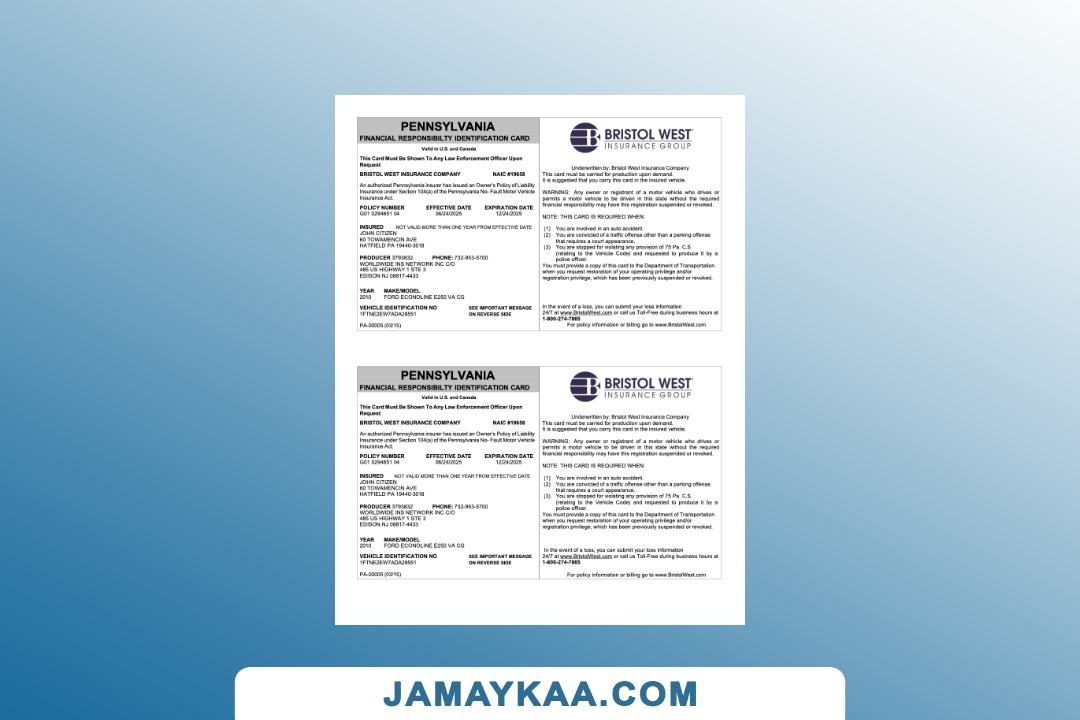 PENNSYLVANIA
FINANCIAL RESPONSIBILTY IDENTIFICATION CARD
Valid in U.S. and Canada
This Card Must Be Shown To Any Law Enforcement Officer Upon
Request
BRISTOL WEST INSURANCE COMPANY NAIC #19658
An authorized Pennsylvania insurer has issued an Owner's Policy of Liability
Insurance under Section 104(a) of the Pennsylvania No- Fault Motor Vehicle
Insurance Act.
POLICY NUMBER EFFECTIVE DATE EXPIRATION DATE
G01 0294651 04 06/24/2025 12/24/2025
INSURED NOT VALID MORE THAN ONE YEAR FROM EFFECTIVE DATE
JOHN CITIZEN
60 TOWAMENCIN AVE
HATFIELD PA 19440-3018
PRODUCER 3793832 PHONE: 732-953-5700
WORLDWIDE INS NETWORK INC C/O
485 US HIGHWAY 1 STE 3
EDISON NJ 08817-4433
YEAR MAKE/MODEL
2010 FORD ECONOLINE E250 VA CG
VEHICLE IDENTIFICATION NO SEE IMPORTANT MESSAGE
1FTNE2EW7ADA28551 ON REVERSE SIDE
PA-00005 (03/15)
BRISTOL WEST
INSURANCE GROUP
Underwritten by: Bristol West Insurance Company
This card must be carried for production upon demand.
It is suggested that you carry this card in the insured vehicle.
WARNING: Any owner or registrant of a motor vehicle who drives or
permits a motor vehicle to be driven in this state without the required
financial responsibility may have this registration suspended or revoked.
NOTE: THIS CARD IS REQUIRED WHEN:
(1) You are involved in an auto accident.
(2) You are convicted of a traffic offense other than a parking offense
that requires a court appearance.
(3) You are stopped for violating any provision of 75 Pa. C.S
(relating to the Vehicle Code) and requested to produce it by a
police officer.
You must provide a copy of this card to the Department of Transportation
when you request restoration of your operating privilege and/or
registration privilege, which has been previously suspended or revoked.
In the event of a loss, you can submit your loss information
24/7 at www.BristolWest.com or call us Toll-Free during business hours at
1-800-274-7865
For policy information or billing go to www.BristolWest.com
PENNSYLVANIA
FINANCIAL RESPONSIBILTY IDENTIFICATION CARD
Valid in U.S. and Canada
This Card Must Be Shown To Any Law Enforcement Officer Upon
Request
BRISTOL WEST INSURANCE COMPANY NAIC #19658
An authorized Pennsylvania insurer has issued an Owner's Policy of Liability
Insurance under Section 104(a) of the Pennsylvania No- Fault Motor Vehicle
Insurance Act.
POLICY NUMBER EFFECTIVE DATE EXPIRATION DATE
G01 0294651 04 06/24/2025 12/24/2025
INSURED NOT VALID MORE THAN ONE YEAR FROM EFFECTIVE DATE
JOHN CITIZEN
60 TOWAMENCIN AVE
HATFIELD PA 19440-3018
PRODUCER 3793832 PHONE: 732-953-5700
WORLDWIDE INS NETWORK INC C/O
485 US HIGHWAY 1 STE 3
EDISON NJ 08817-4433
YEAR MAKE/MODEL
2010 FORD ECONOLINE E250 VA CG
VEHICLE IDENTIFICATION NO SEE IMPORTANT MESSAGE
1FTNE2EW7ADA28551 ON REVERSE SIDE
PA-00005 (03/15)
BRISTOL WEST
INSURANCE GROUP
Underwritten by: Bristol West Insurance Company
This card must be carried for production upon demand.
It is suggested that you carry this card in the insured vehicle.
WARNING: Any owner or registrant of a motor vehicle who drives or
permits a motor vehicle to be driven in this state without the required
financial responsibility may have this registration suspended or revoked.
NOTE: THIS CARD IS REQUIRED WHEN:
(1) You are involved in an auto accident.
(2) You are convicted of a traffic offense other than a parking offense
that requires a court appearance.
(3) You are stopped for violating any provision of 75 Pa. C.S
(relating to the Vehicle Code) and requested to produce it by a
police officer.
You must provide a copy of this card to the Department of Transportation
when you request restoration of your operating privilege and/or
registration privilege, which has been previously suspended or revoked.
In the event of a loss, you can submit your loss information
24/7 at www.BristolWest.com or call us Toll-Free during business hours at
1-800-274-7865
For policy information or billing go to www.BristolWest.com
JAMAYKAA.COM